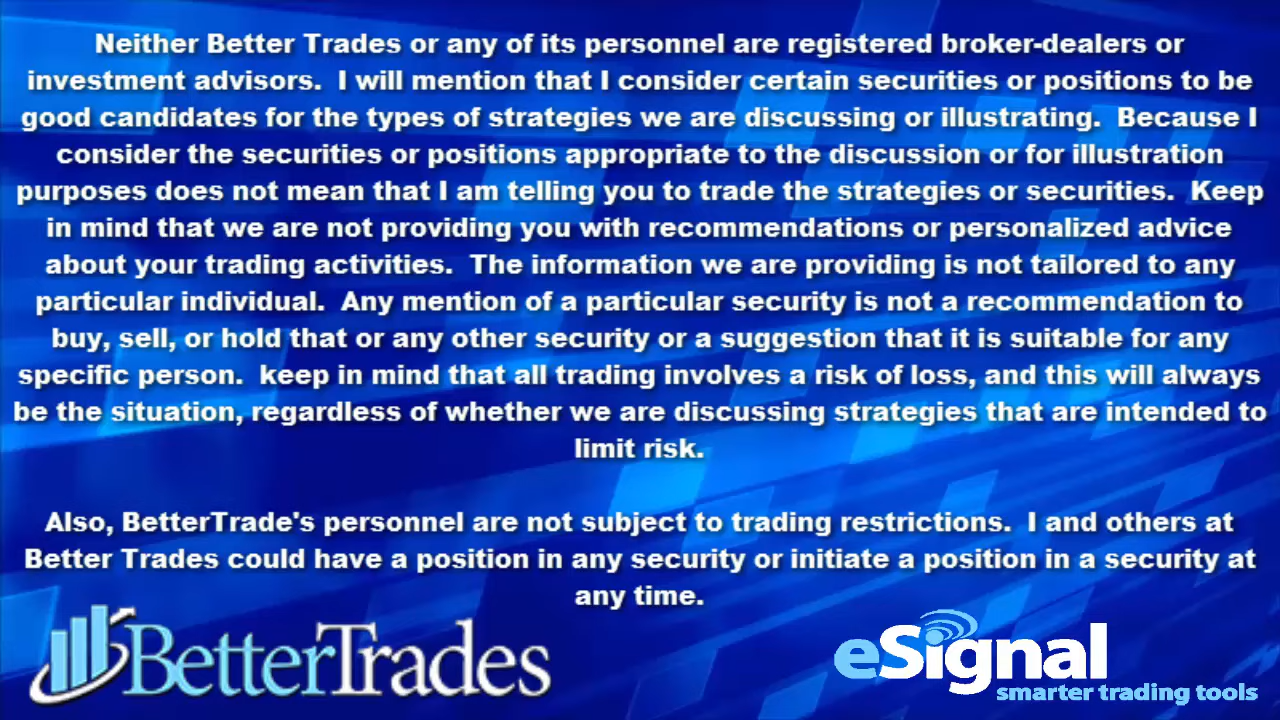 Neither Better Trades or any of its personnel are registered broker-dealers or
investment advisors.  I will mention that I consider certain securities or positions to be
good candidates for the types of strategies we are discussing or illustrating.  Because I
consider the securities or positions appropriate to the discussion or for illustration
purposes does not mean that I am telling you to trade the strategies or securities.  Keep
in mind that we are not providing you with recommendations or personalized advice
about your trading activities.  The information we are providing is not tailored to any
particular individual.  Any mention of a particular security is not a recommendation to
buy, sell, or hold that or any other security or a suggestion that it is suitable for any
specific person.  keep in mind that all trading involves a risk of loss, and this will always
be the situation, regardless of whether we are discussing strategies that are intended to
limit risk.
Also, BetterTrade's personnel are not subject to trading restrictions.  I and others at
Better Trades could have a position in any security or initiate a position in a security at
any time.
BetterTrades
eSignal
smarter trading tools